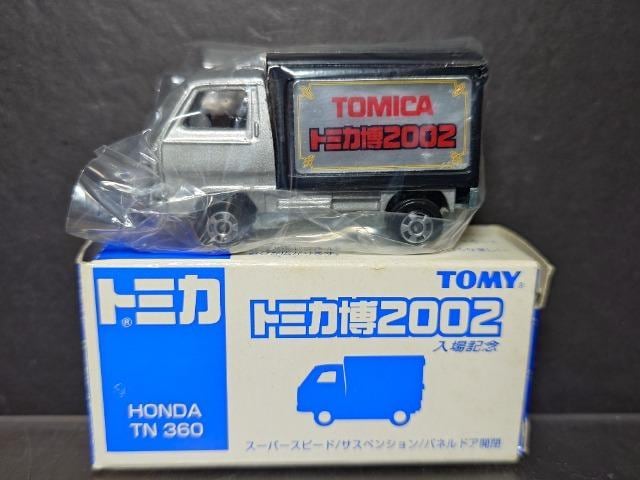 TOMICA
トミカ博2002
トミカ®
TOMY®
トミカ博2002
入場記念
HONDA
TN 360
スーパースピード/サスペンション/パネルドア開閉